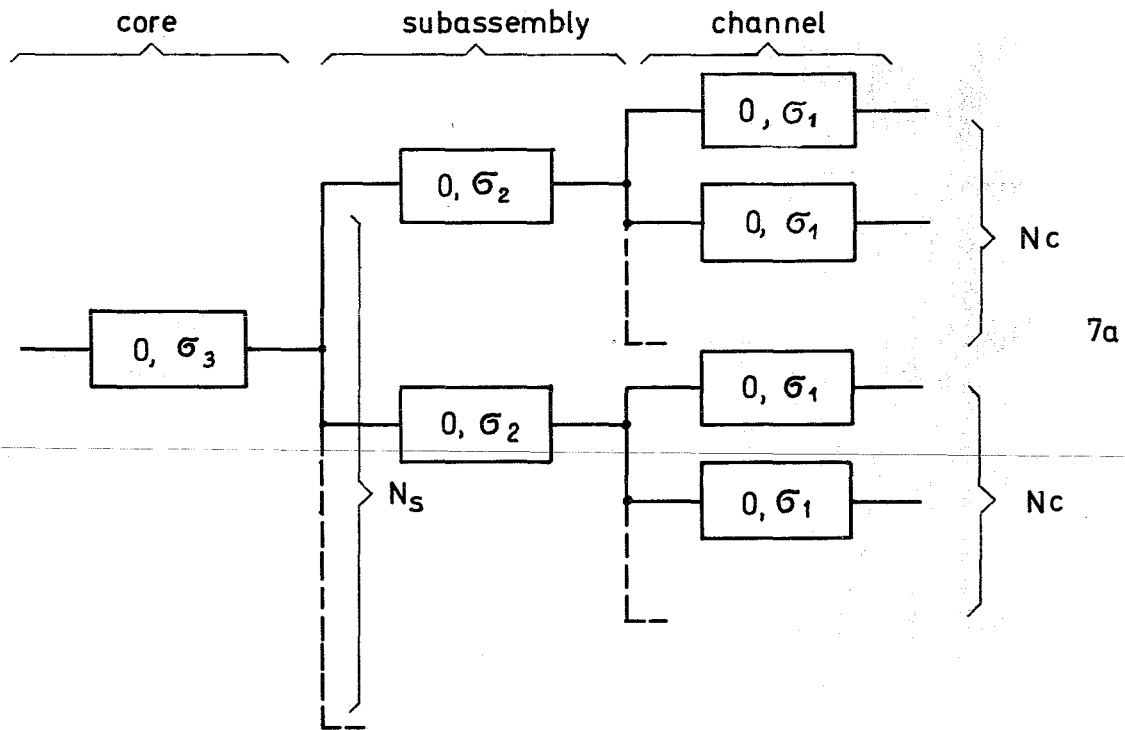 core subassembly channel
0, σ1
0, σ2
0, σ1
Nc
7a
0, σ3
0, σ1
0, σ2
Ns
0, σ1
Nc